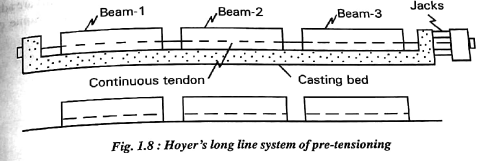 Beam-1
Beam-2
Beam-3
Jacks
Continuous tendon
Casting bed
Fig. 1.8 : Hoyer's long line system of pre-tensioning